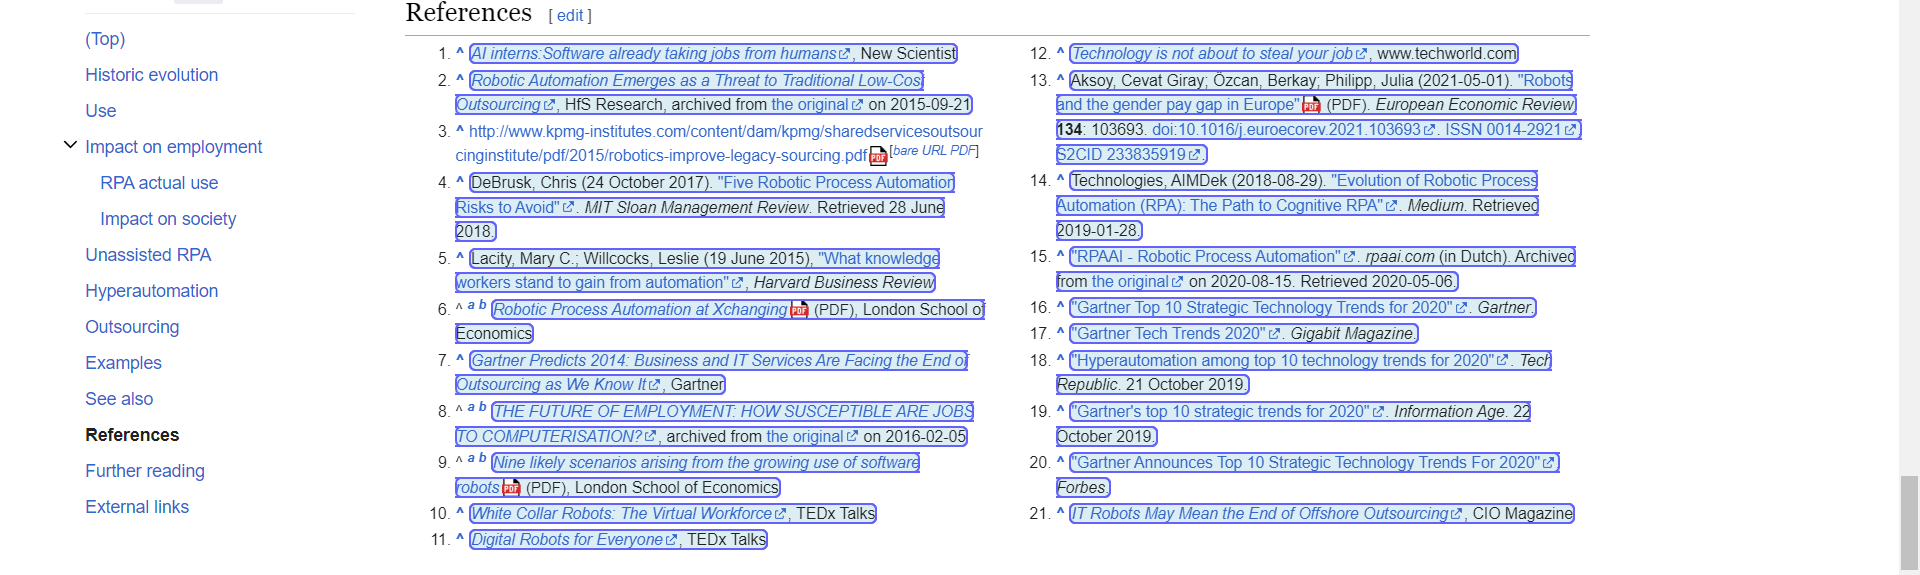 (Top)
Historic evolution
Use
Impact on employment
RPA actual use
Impact on society
Unassisted RPA
Hyperautomation
Outsourcing
Examples
See also
References
Further reading
External links
References [ edit ]
1. ^ AI interns:Software already taking jobs from humans, New Scientist
2. ^ Robotic Automation Emerges as a Threat to Traditional Low-Cost
Outsourcing, HfS Research, archived from the original on 2015-09-21
3. ^ http://www.kpmg-institutes.com/content/dam/kpmg/sharedservicesoutsour
cinginstitute/pdf/2015/robotics-improve-legacy-sourcing.pdf PDF [bare URL PDF]
4. ^ DeBrusk, Chris (24 October 2017). "Five Robotic Process Automation
Risks to Avoid". MIT Sloan Management Review. Retrieved 28 June
2018.
5. ^ Lacity, Mary C.; Willcocks, Leslie (19 June 2015), "What knowledge
workers stand to gain from automation", Harvard Business Review
6. ^ a b Robotic Process Automation at Xchanging PDF (PDF), London School of
Economics
7. ^ Gartner Predicts 2014: Business and IT Services Are Facing the End of
Outsourcing as We Know It, Gartner
8. ^ a b THE FUTURE OF EMPLOYMENT: HOW SUSCEPTIBLE ARE JOBS
TO COMPUTERISATION?, archived from the original on 2016-02-05
9. ^ a b Nine likely scenarios arising from the growing use of software
robots PDF (PDF), London School of Economics
10. ^ White Collar Robots: The Virtual Workforce, TEDx Talks
11. ^ Digital Robots for Everyone, TEDx Talks
12. ^ Technology is not about to steal your job, www.techworld.com
13. ^ Aksoy, Cevat Giray; Özcan, Berkay; Philipp, Julia (2021-05-01). "Robots
and the gender pay gap in Europe" PDF (PDF). European Economic Review.
134: 103693. doi:10.1016/j.euroecorev.2021.103693. ISSN 0014-2921.
S2CID 233835919.
14. ^ Technologies, AIMDek (2018-08-29). "Evolution of Robotic Process
Automation (RPA): The Path to Cognitive RPA". Medium. Retrieved
2019-01-28.
15. ^ "RPAAI - Robotic Process Automation". rpaai.com (in Dutch). Archived
from the original on 2020-08-15. Retrieved 2020-05-06.
16. ^ "Gartner Top 10 Strategic Technology Trends for 2020". Gartner.
17. ^ "Gartner Tech Trends 2020". Gigabit Magazine.
18. ^ "Hyperautomation among top 10 technology trends for 2020". Tech
Republic. 21 October 2019.
19. ^ "Gartner's top 10 strategic trends for 2020". Information Age. 22
October 2019.
20. ^ "Gartner Announces Top 10 Strategic Technology Trends For 2020".
Forbes.
21. ^ IT Robots May Mean the End of Offshore Outsourcing, CIO Magazine